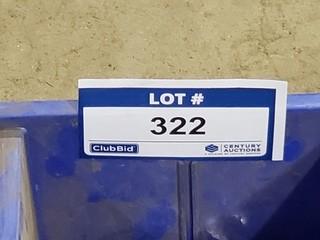 LOT #
322
ClubBid
CENTURY
AUCTIONS